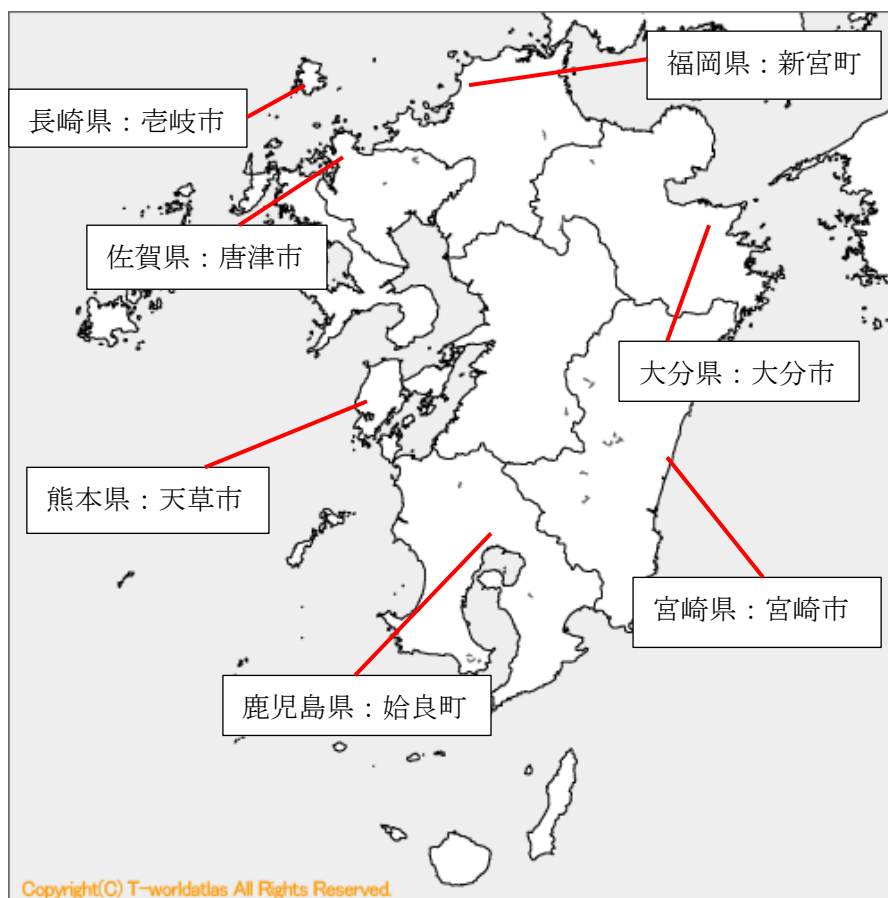 福岡県：新宮町
長崎県：壱岐市
佐賀県：唐津市
大分県：大分市
熊本県：天草市
宮崎県：宮崎市
鹿児島県：姶良町
Copyright(C) T-worldatlas All Rights Reserved.